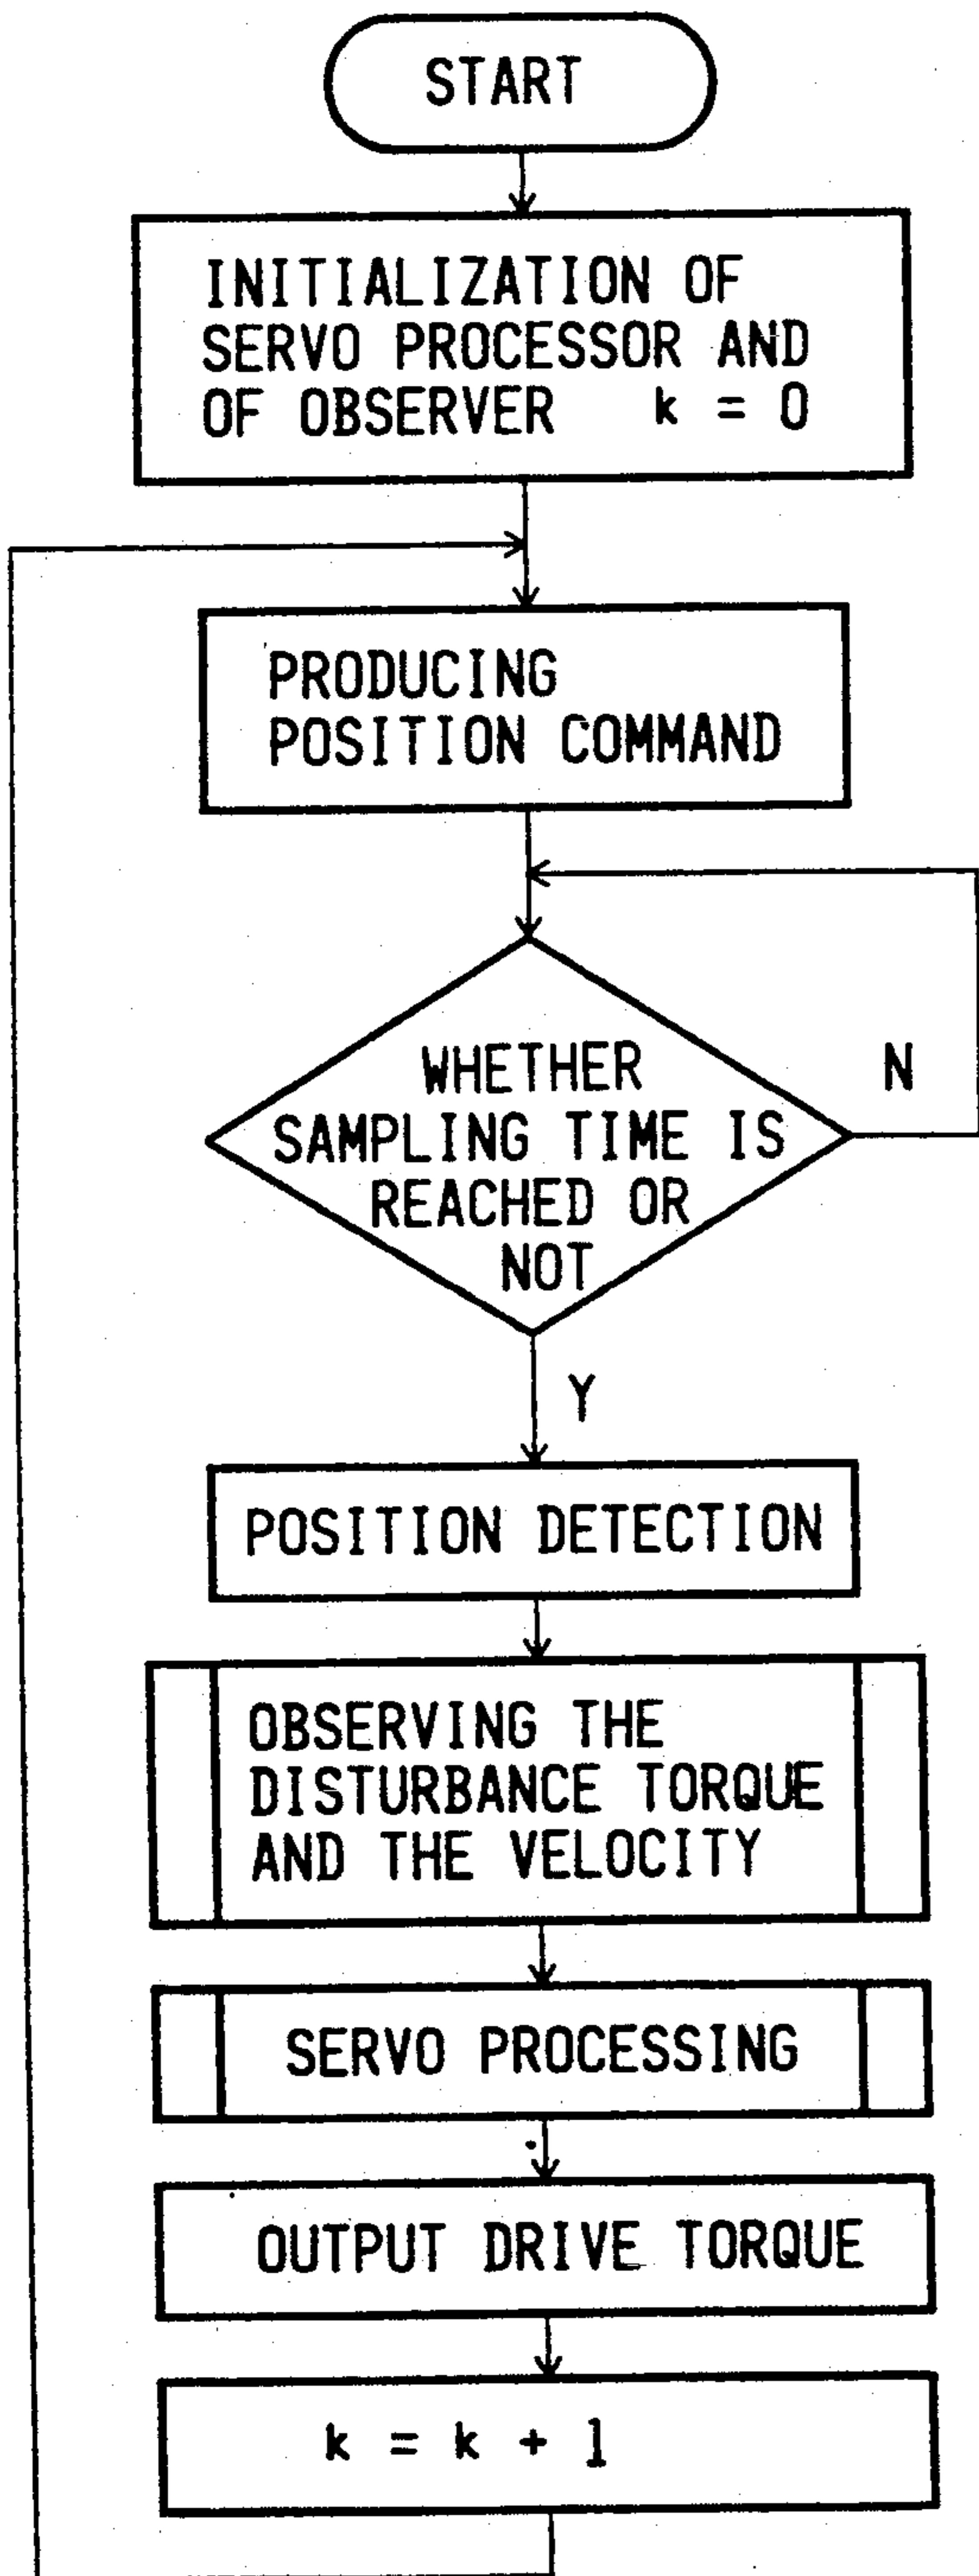 START
INITIALIZATION OF
SERVO PROCESSOR AND
OF OBSERVER k = 0
PRODUCING
POSITION COMMAND
WHETHER
SAMPLING TIME IS
REACHED OR
NOT
N
Y
POSITION DETECTION
OBSERVING THE
DISTURBANCE TORQUE
AND THE VELOCITY
SERVO PROCESSING
OUTPUT DRIVE TORQUE
k = k + 1